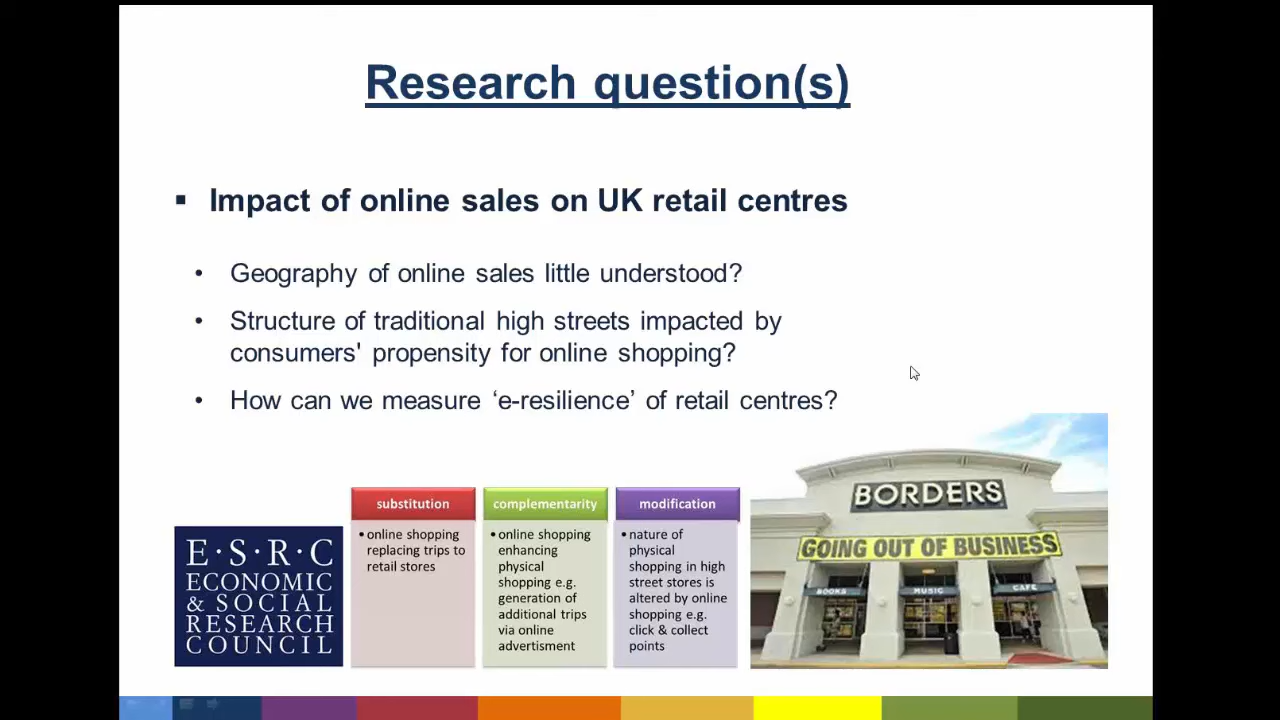 Research question(s)
▪ Impact of online sales on UK retail centres
• Geography of online sales little understood?
• Structure of traditional high streets impacted by
consumers' propensity for online shopping?
• How can we measure ‘e-resilience’ of retail centres?
E·S·R·C
ECONOMIC
& SOCIAL
RESEARCH
COUNCIL
substitution
• online shopping
replacing trips to
retail stores
complementarity
• online shopping
enhancing
physical
shopping e.g.
generation of
additional trips
via online
advertisment
modification
• nature of
physical
shopping in high
street stores is
altered by online
shopping e.g.
click & collect
points
BORDERS
GOING OUT OF BUSINESS
BOOKS
MUSIC
CAFE